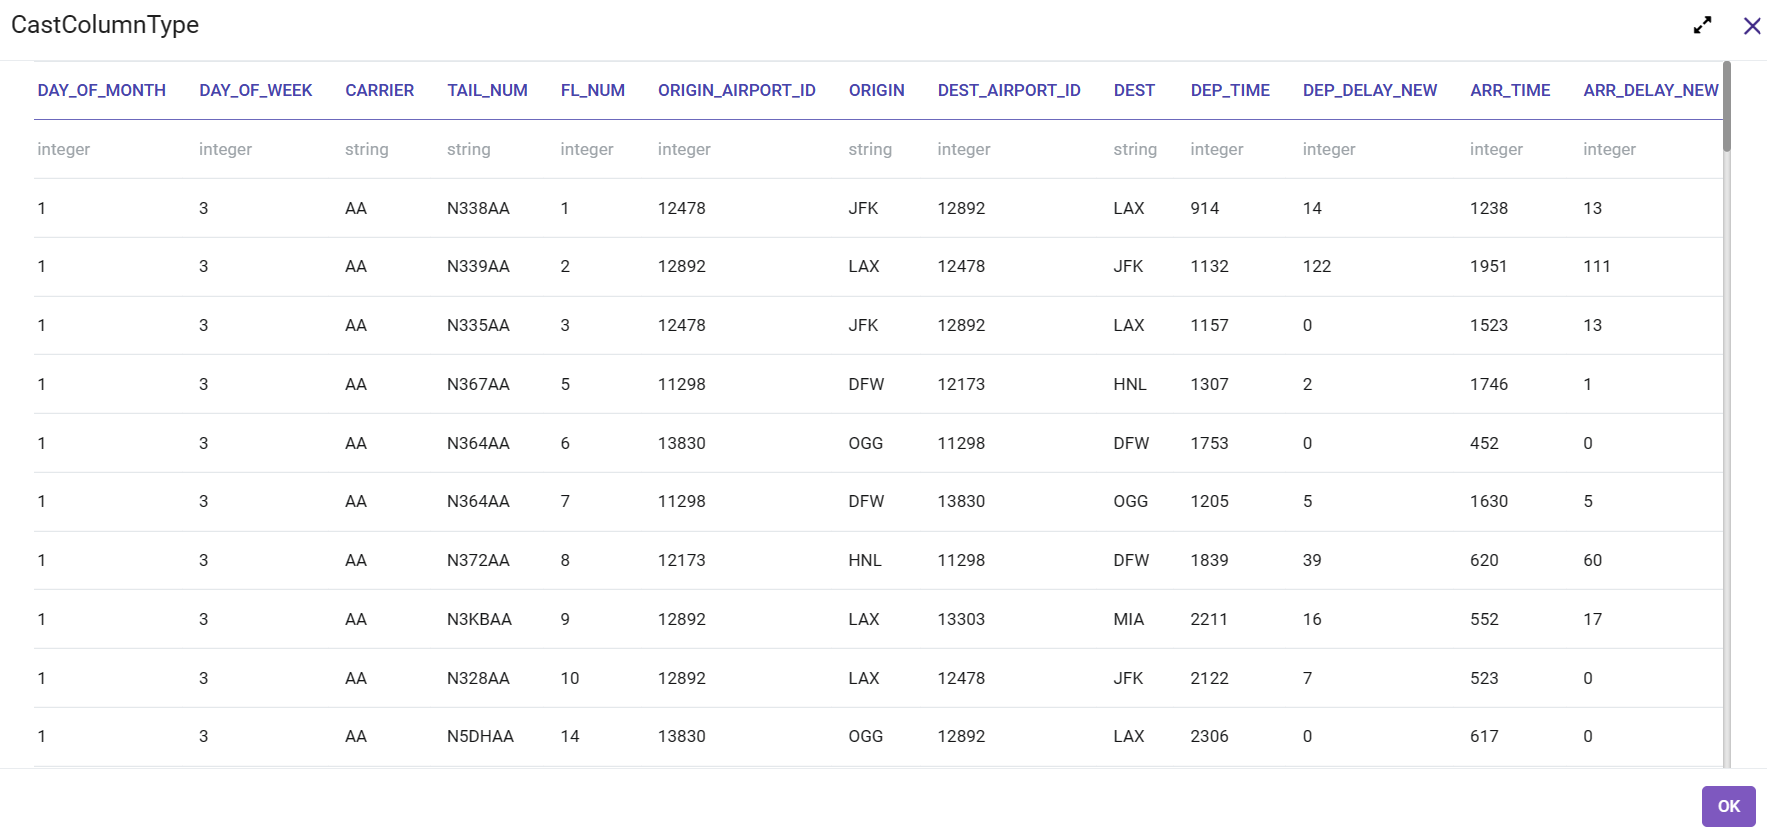 CastColumnType
DAY_OF_MONTH DAY_OF_WEEK CARRIER TAIL_NUM FL_NUM ORIGIN_AIRPORT_ID ORIGIN DEST_AIRPORT_ID DEST DEP_TIME DEP_DELAY_NEW ARR_TIME ARR_DELAY_NEW
integer integer string string integer integer string integer string integer integer integer integer
1 3 AA N338AA 1 12478 JFK 12892 LAX 914 14 1238 13
1 3 AA N339AA 2 12892 LAX 12478 JFK 1132 122 1951 111
1 3 AA N335AA 3 12478 JFK 12892 LAX 1157 0 1523 13
1 3 AA N367AA 5 11298 DFW 12173 HNL 1307 2 1746 1
1 3 AA N364AA 6 13830 OGG 11298 DFW 1753 0 452 0
1 3 AA N364AA 7 11298 DFW 13830 OGG 1205 5 1630 5
1 3 AA N372AA 8 12173 HNL 11298 DFW 1839 39 620 60
1 3 AA N3KBAA 9 12892 LAX 13303 MIA 2211 16 552 17
1 3 AA N328AA 10 12892 LAX 12478 JFK 2122 7 523 0
1 3 AA N5DHAA 14 13830 OGG 12892 LAX 2306 0 617 0
OK